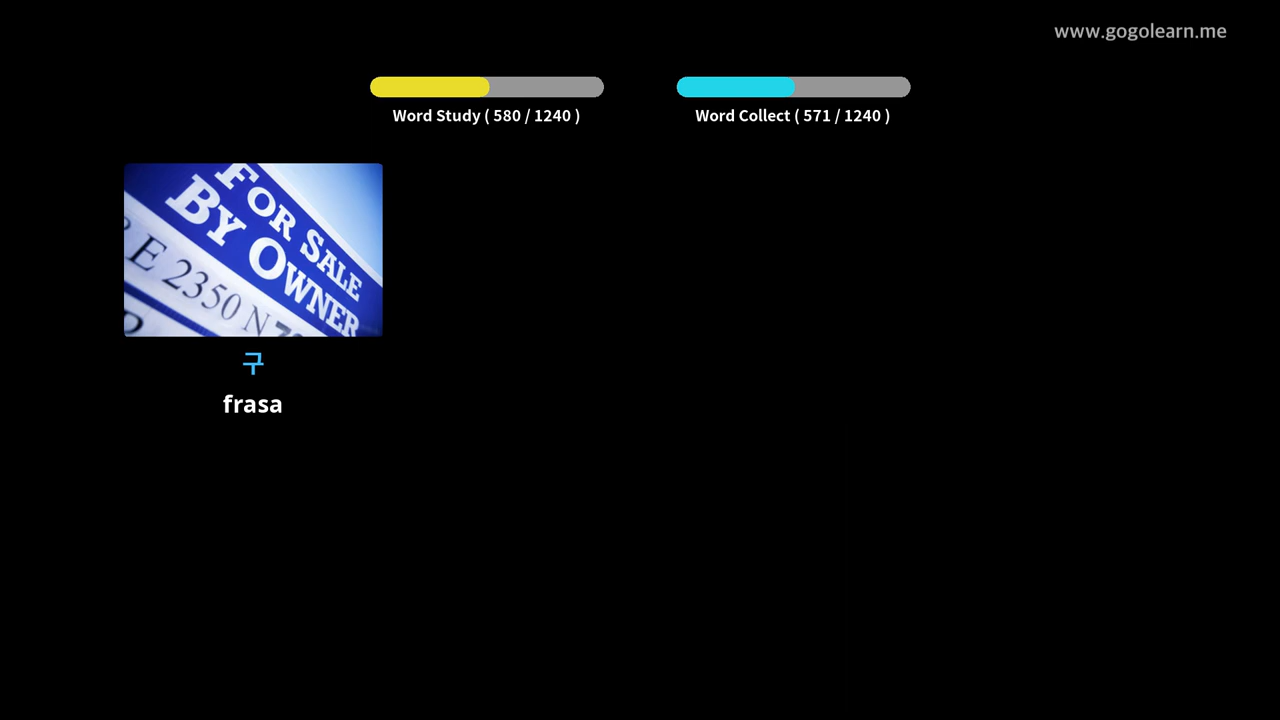 www.gogolearn.me
Word Study ( 580 / 1240 )
Word Collect ( 571 / 1240 )
FOR SALE
BY OWNER
E 2350 N
구
frasa